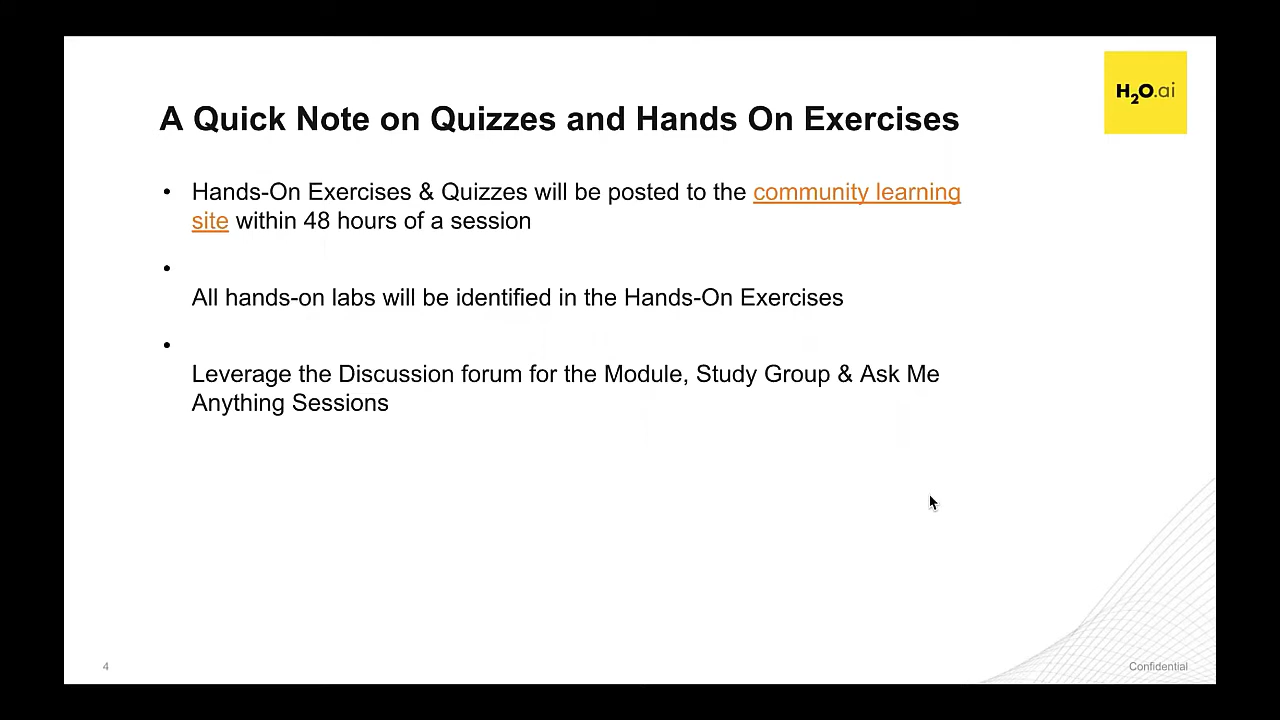 H2O.ai
A Quick Note on Quizzes and Hands On Exercises
• Hands-On Exercises & Quizzes will be posted to the community learning
site within 48 hours of a session
•
All hands-on labs will be identified in the Hands-On Exercises
•
Leverage the Discussion forum for the Module, Study Group & Ask Me
Anything Sessions
4
Confidential